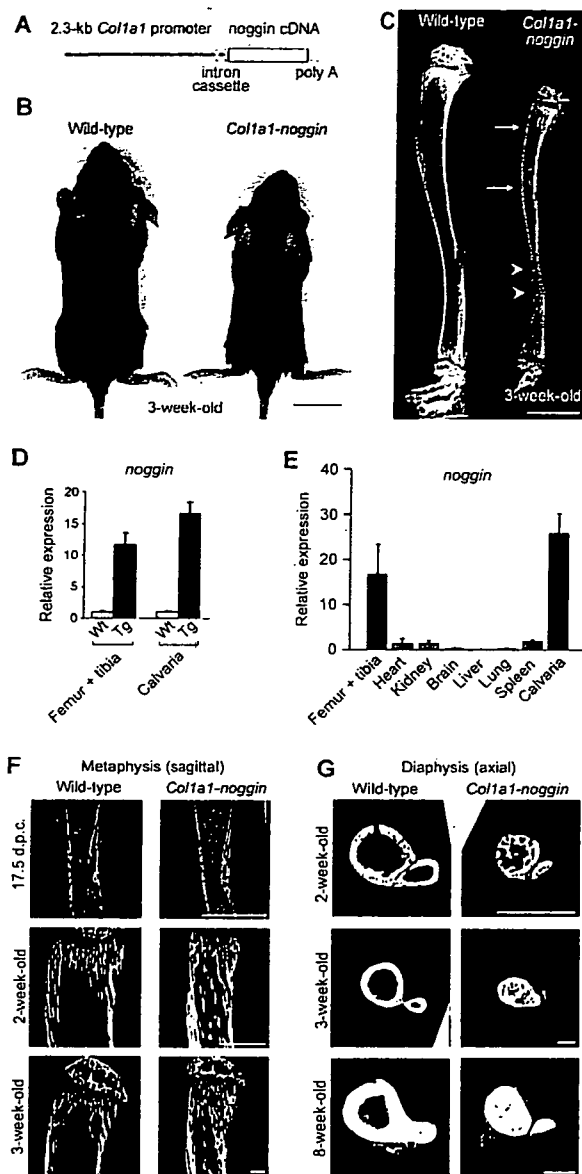 A
2.3-kb Col1a1 promoter noggin cDNA
intron cassette
poly A
B
Wild-type Col1a1-noggin
3-week-old
C
Wild-type Col1a1-noggin
3-week-old
D
noggin
Relative expression
20
15
10
5
0
Wt Tg Wt Tg
Femur + tibia Calvaria
E
noggin
Relative expression
40
30
20
10
0
Femur + tibia Heart Kidney Brain Liver Lung Spleen Calvaria
F Metaphysis (sagittal)
Wild-type Col1a1-noggin
17.5 d.p.c.
2-week-old
3-week-old
G Diaphysis (axial)
Wild-type Col1a1-noggin
2-week-old
3-week-old
8-week-old